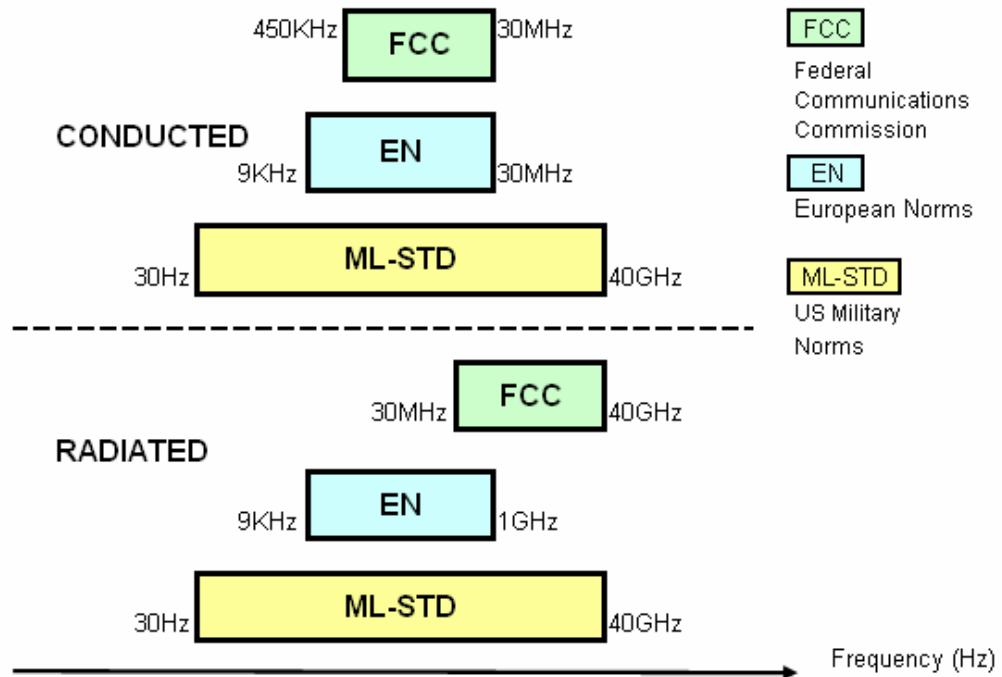 450KHz FCC 30MHz
CONDUCTED
EN
9KHz 30MHz
ML-STD
30Hz 40GHz
FCC
30MHz 40GHz
RADIATED
EN
9KHz 1GHz
ML-STD
30Hz 40GHz
Frequency (Hz)
FCC
Federal
Communications
Commission
EN
European Norms
ML-STD
US Military
Norms